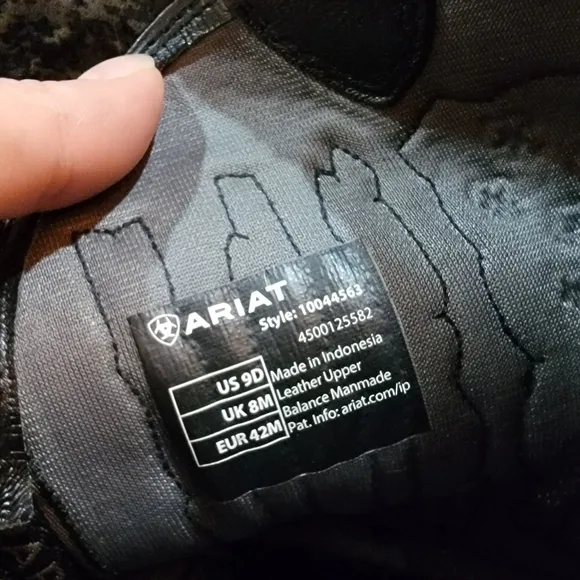 ARIAT
Style: 10044563
4500125582
US 9D
UK 8M
EUR 42M
Made in Indonesia
Leather Upper
Balance Manmade
Pat. Info: ariat.com/ip